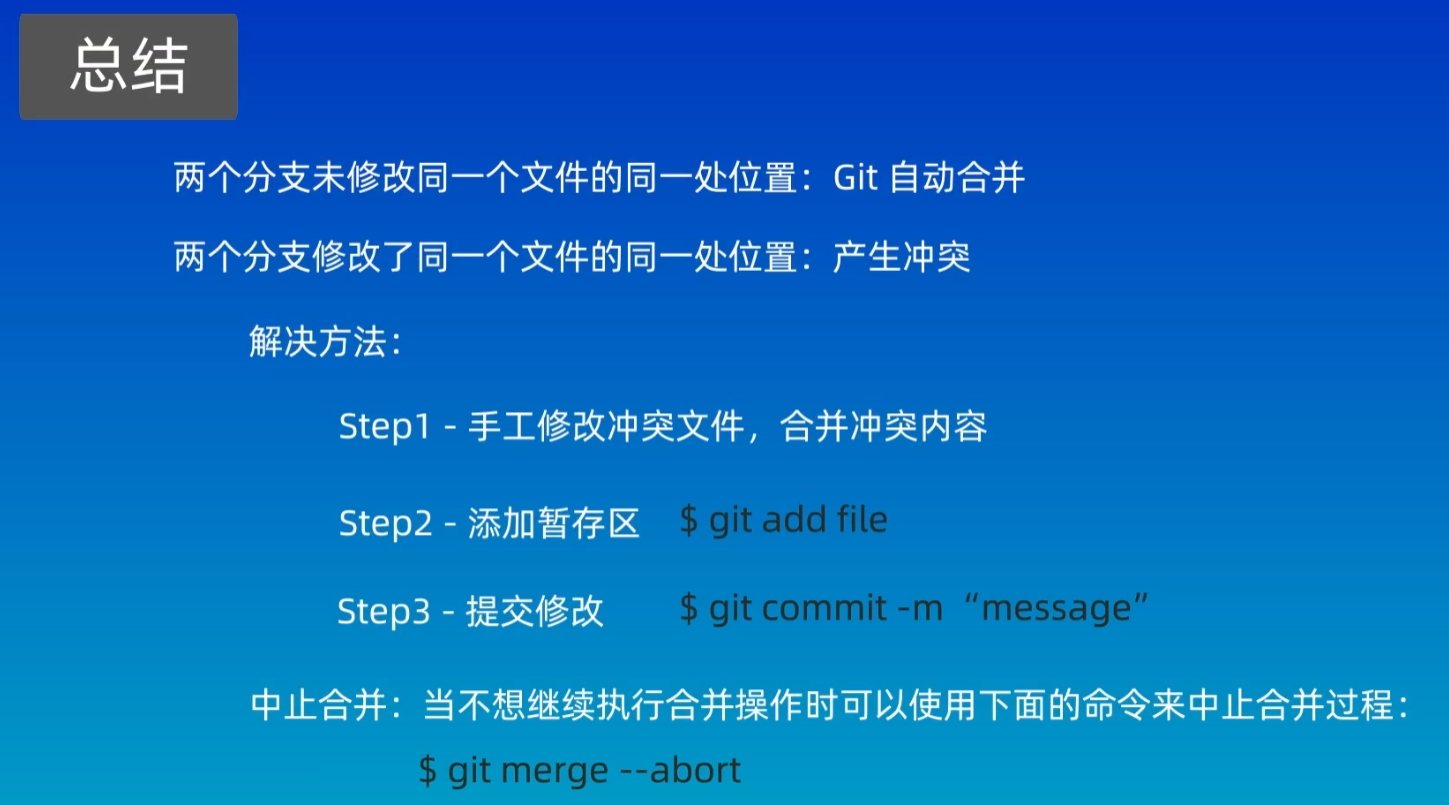 总结
两个分支未修改同一个文件的同一处位置：Git 自动合并
两个分支修改了同一个文件的同一处位置：产生冲突
解决方法：
Step1 - 手工修改冲突文件，合并冲突内容
Step2 - 添加暂存区 $ git add file
Step3 - 提交修改 $ git commit -m “message”
中止合并：当不想继续执行合并操作时可以使用下面的命令来中止合并过程：
$ git merge --abort